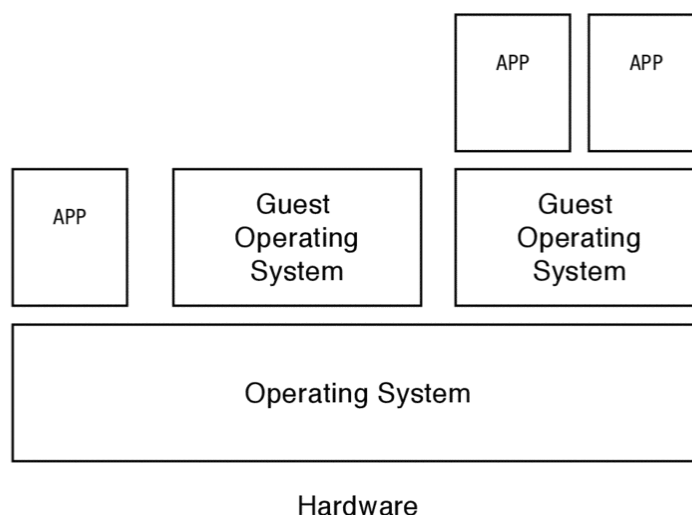 APP
APP
APP
Guest
Operating
System
Guest
Operating
System
Operating System
Hardware